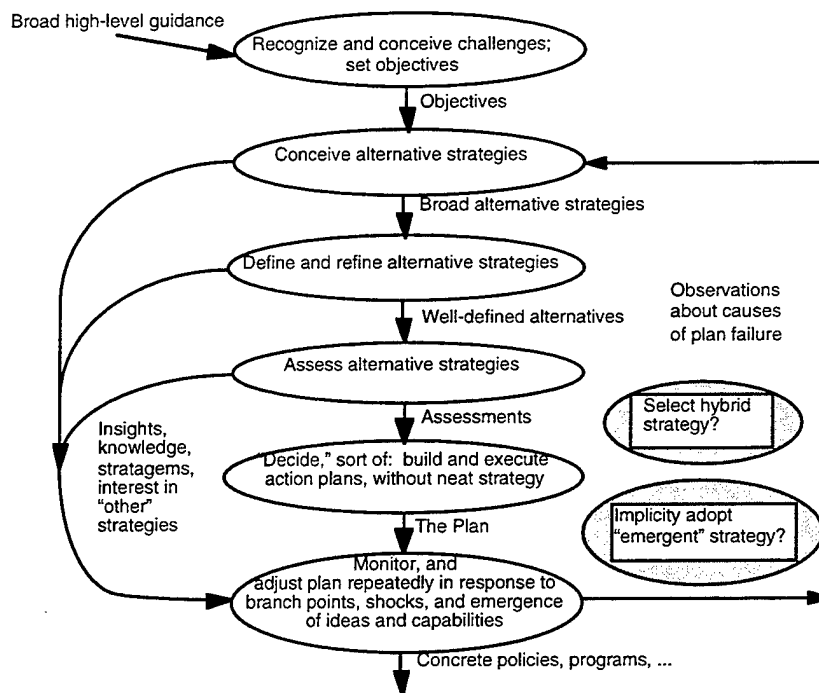 Broad high-level guidance
Recognize and conceive challenges;
set objectives
Objectives
Conceive alternative strategies
Broad alternative strategies
Define and refine alternative strategies
Well-defined alternatives
Observations
about causes
of plan failure
Assess alternative strategies
Assessments
Select hybrid
strategy?
Insights,
knowledge,
stratagems,
interest in
“other”
strategies
“Decide,” sort of: build and execute
action plans, without neat strategy
The Plan
Implicity adopt
“emergent” strategy?
Monitor, and
adjust plan repeatedly in response to
branch points, shocks, and emergence
of ideas and capabilities
Concrete policies, programs, ...